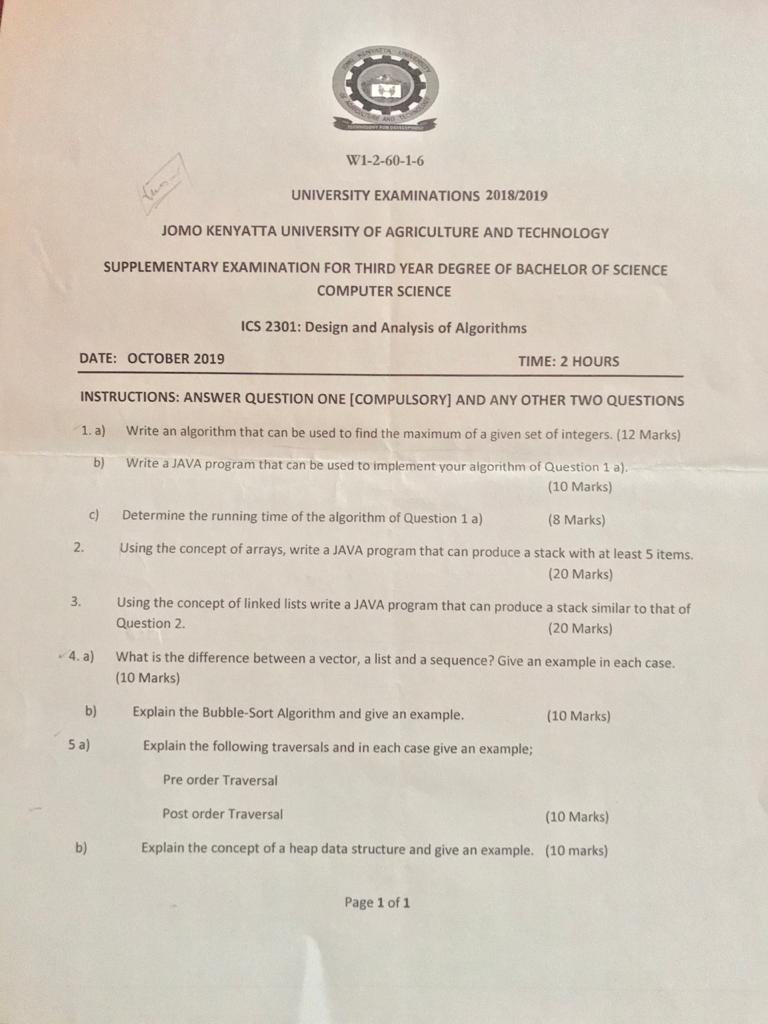 JOMO KENYATTA UNIVERSITY
OF AGRICULTURE AND TECHNOLOGY
TECHNOLOGY FOR DEVELOPMENT
W1-2-60-1-6
UNIVERSITY EXAMINATIONS 2018/2019
JOMO KENYATTA UNIVERSITY OF AGRICULTURE AND TECHNOLOGY
SUPPLEMENTARY EXAMINATION FOR THIRD YEAR DEGREE OF BACHELOR OF SCIENCE
COMPUTER SCIENCE
ICS 2301: Design and Analysis of Algorithms
DATE: OCTOBER 2019 TIME: 2 HOURS
INSTRUCTIONS: ANSWER QUESTION ONE [COMPULSORY] AND ANY OTHER TWO QUESTIONS
1. a) Write an algorithm that can be used to find the maximum of a given set of integers. (12 Marks)
b) Write a JAVA program that can be used to implement your algorithm of Question 1 a).
(10 Marks)
c) Determine the running time of the algorithm of Question 1 a) (8 Marks)
2. Using the concept of arrays, write a JAVA program that can produce a stack with at least 5 items.
(20 Marks)
3. Using the concept of linked lists write a JAVA program that can produce a stack similar to that of
Question 2. (20 Marks)
4. a) What is the difference between a vector, a list and a sequence? Give an example in each case.
(10 Marks)
b) Explain the Bubble-Sort Algorithm and give an example. (10 Marks)
5 a) Explain the following traversals and in each case give an example;
Pre order Traversal
Post order Traversal (10 Marks)
b) Explain the concept of a heap data structure and give an example. (10 marks)
Page 1 of 1